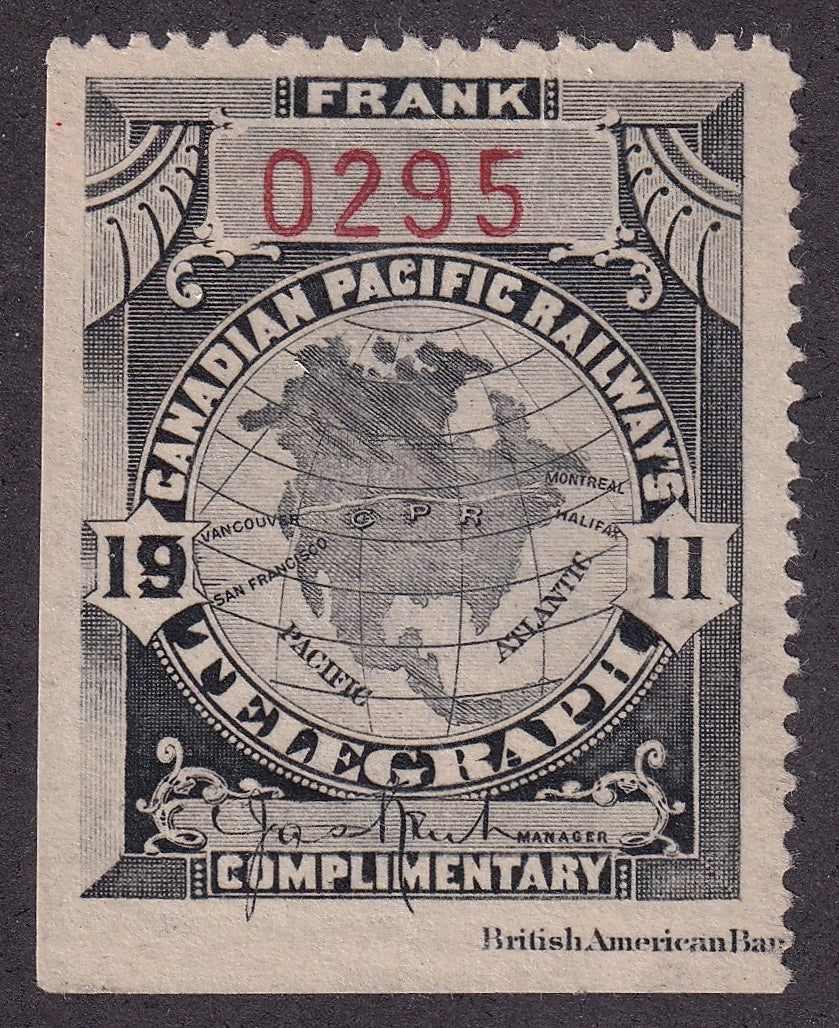 FRANK
0295
CANADIAN PACIFIC RAILWAY'S
MONTREAL
C P R
VANCOUVER
HALIFAX
19
11
SAN FRANCISCO
ATLANTIC
PACIFIC
TELEGRAPH
MANAGER
COMPLIMENTARY
British American Ban